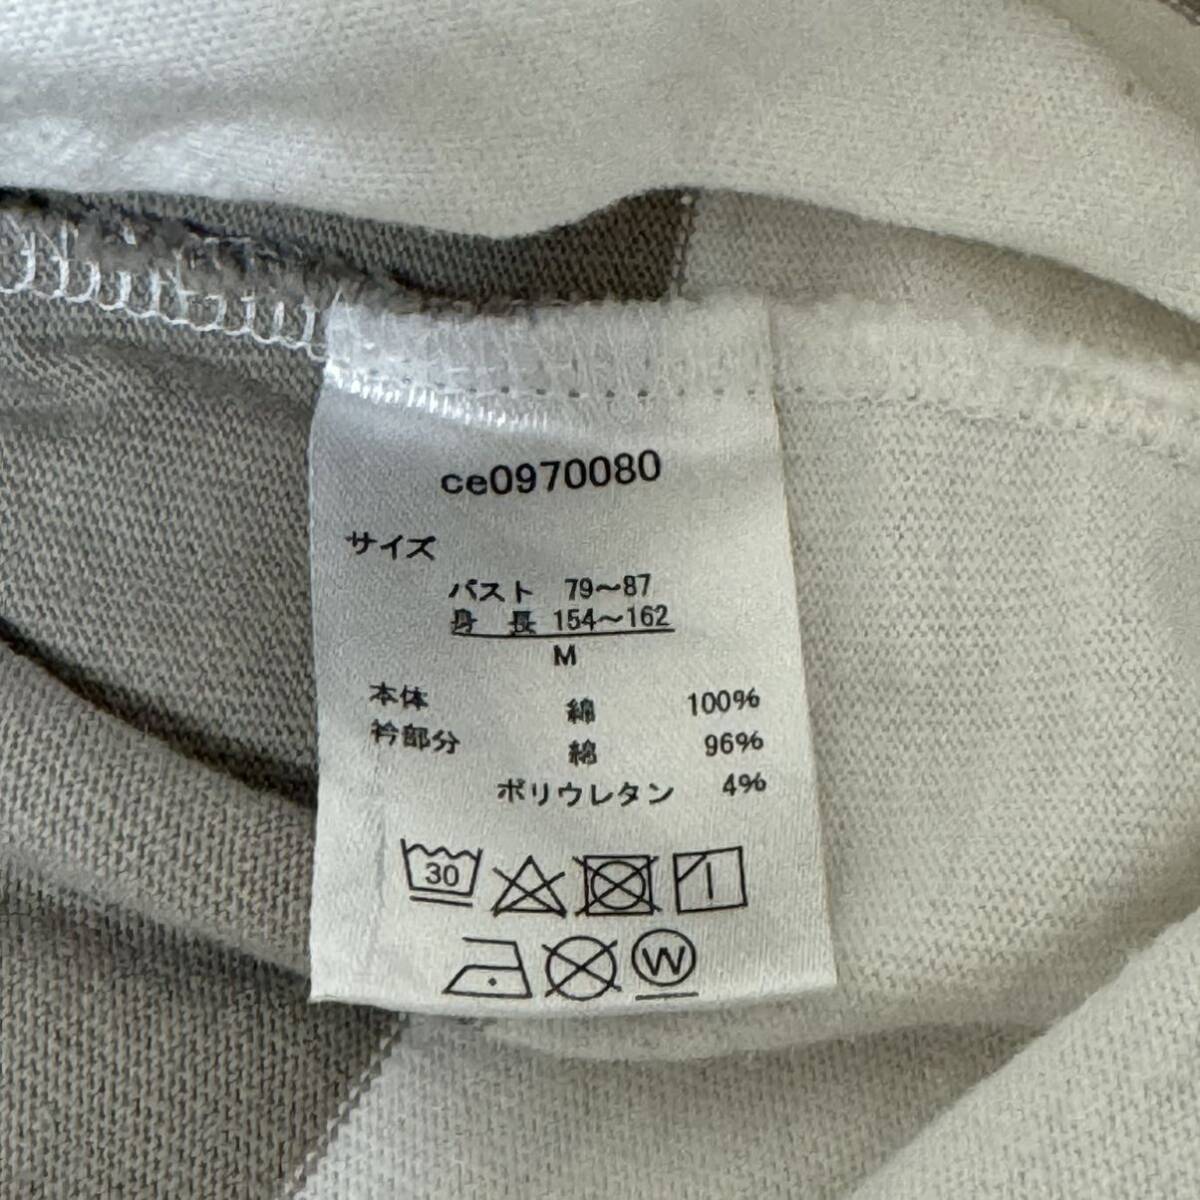 ce0970080
サイズ
バスト 79～87
身 長 154～162
M
本体 綿 100%
衿部分 綿 96%
ポリウレタン 4%
30
W